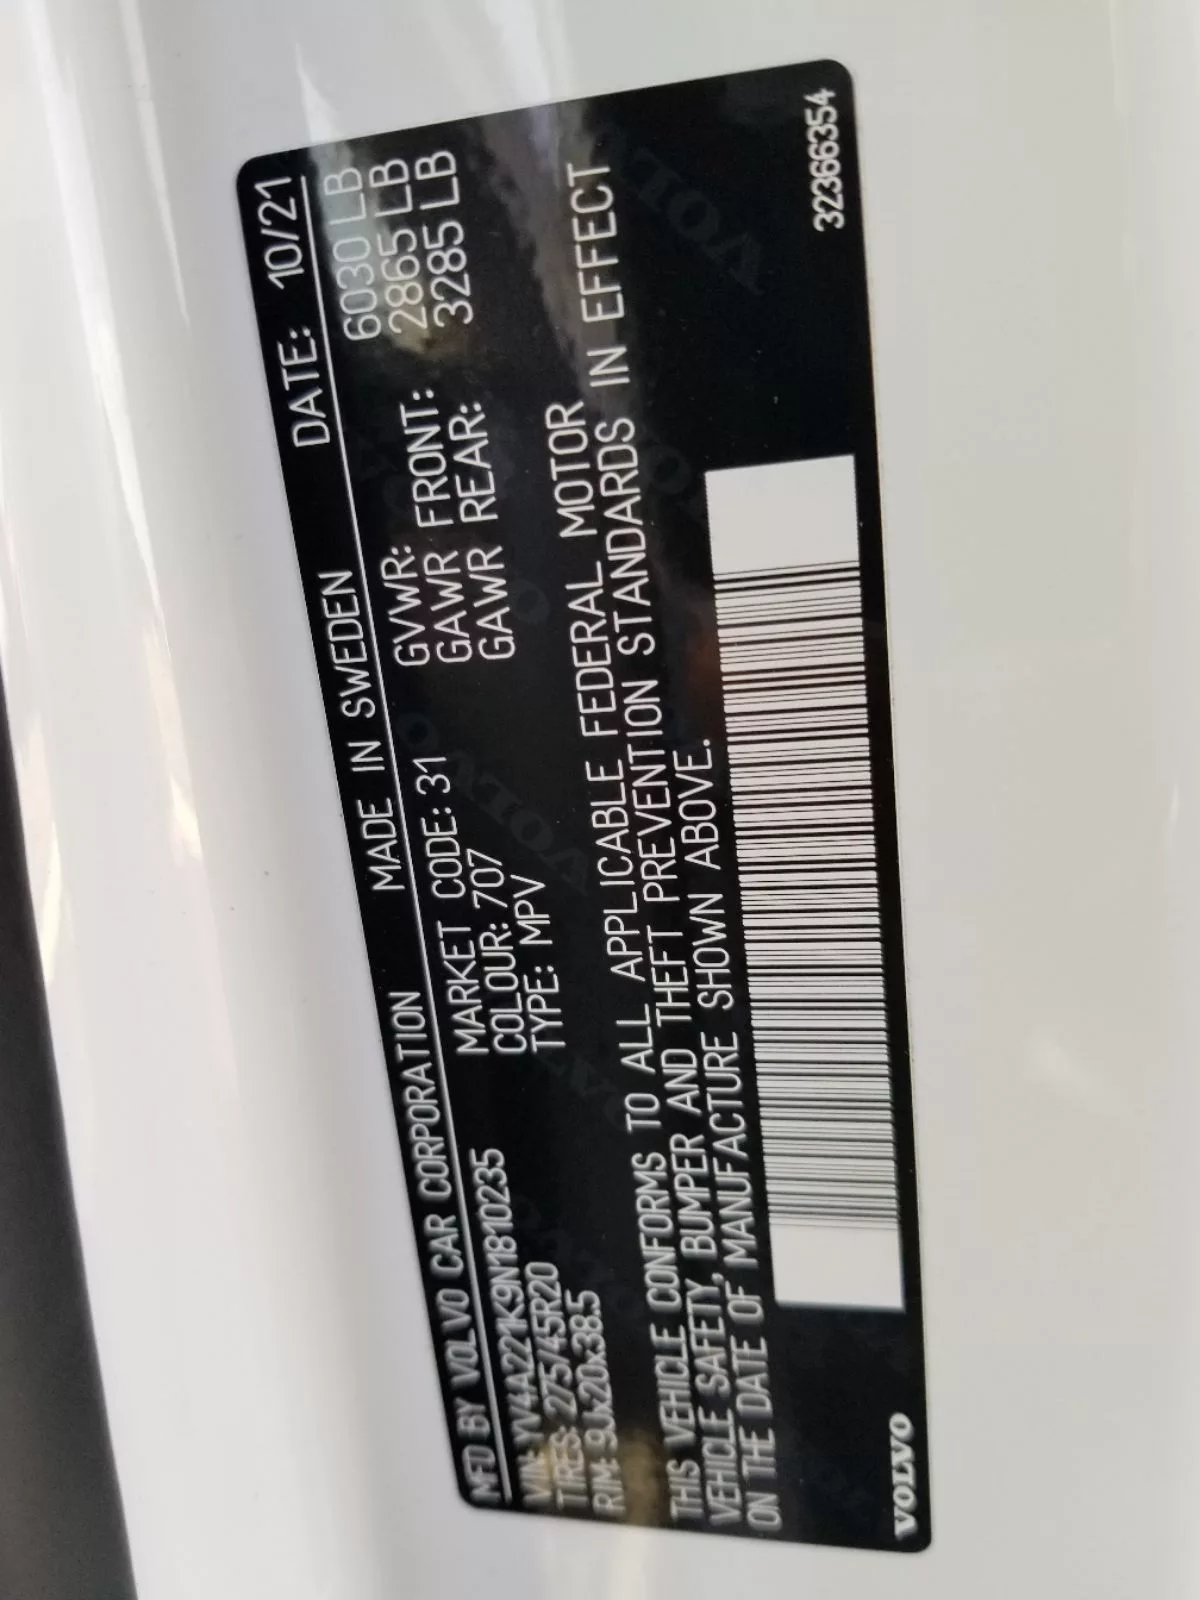 MFD BY VOLVO CAR CORPORATION MADE IN SWEDEN DATE: 10/21
VIN: YV4A221K9N1810235 MARKET CODE: 31 GVWR: 6030 LB
TIRES: 275/45R20 COLOUR: 707 GAWR FRONT: 2865 LB
RIM: 9Jx20x38.5 TYPE: MPV GAWR REAR: 3285 LB
THIS VEHICLE CONFORMS TO ALL APPLICABLE FEDERAL MOTOR
VEHICLE SAFETY, BUMPER AND THEFT PREVENTION STANDARDS IN EFFECT
ON THE DATE OF MANUFACTURE SHOWN ABOVE.
VOLVO 32366354